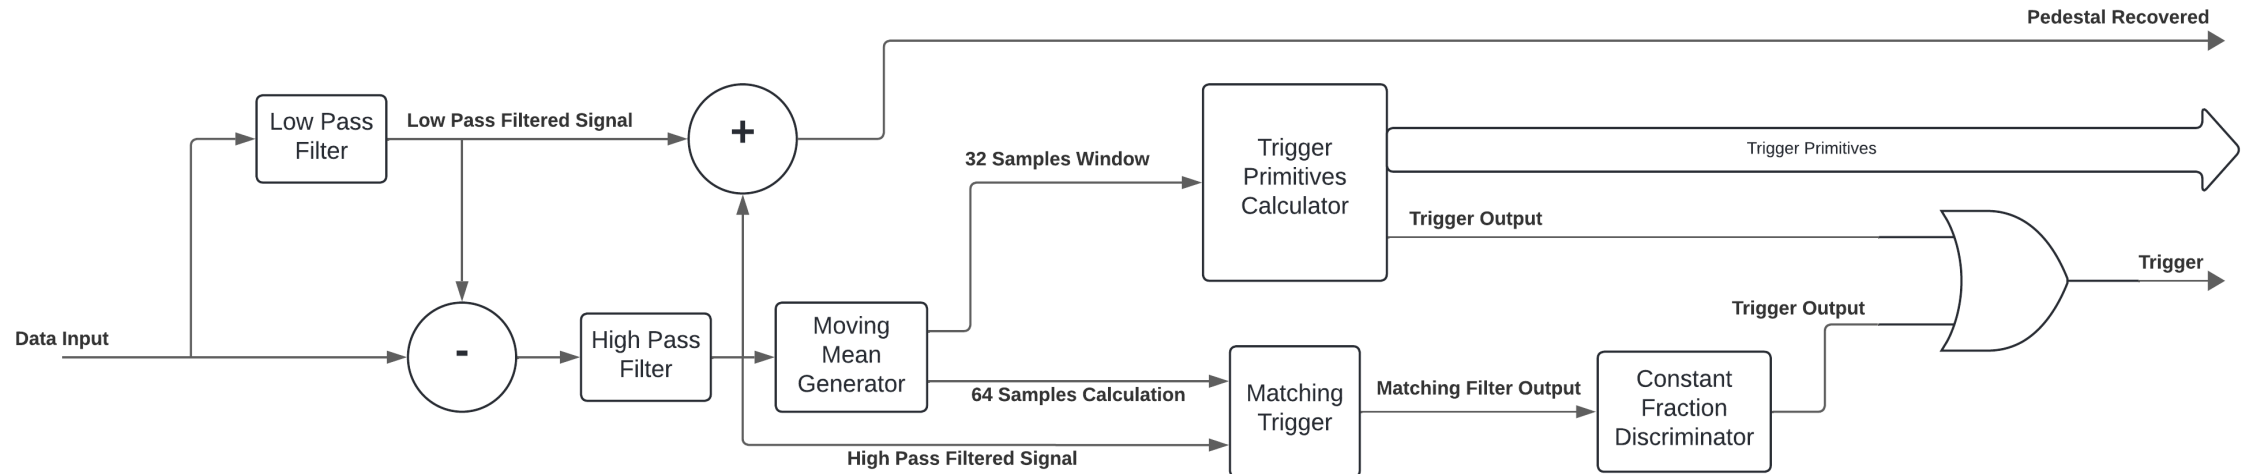 Pedestal Recovered
Low Pass
Filter
Low Pass Filtered Signal
+
32 Samples Window
Trigger
Primitives
Calculator
Trigger Primitives
Trigger Output
Trigger
Data Input
-
High Pass
Filter
Moving
Mean
Generator
64 Samples Calculation
High Pass Filtered Signal
Matching
Trigger
Matching Filter Output
Constant
Fraction
Discriminator
Trigger Output